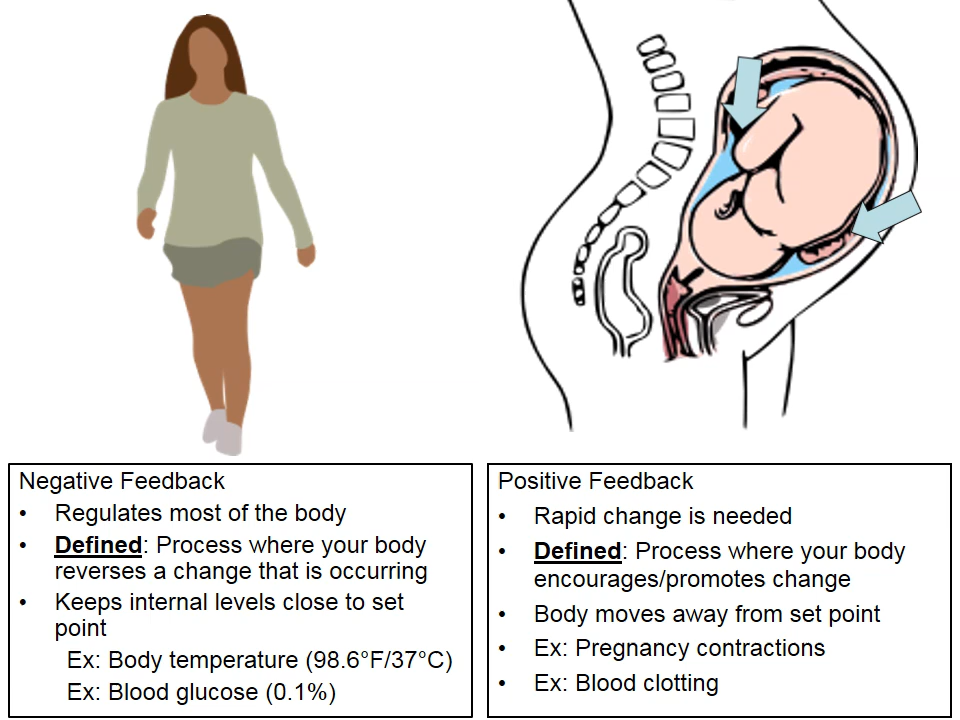 Negative Feedback
• Regulates most of the body
• Defined: Process where your body
reverses a change that is occurring
• Keeps internal levels close to set
point
Ex: Body temperature (98.6°F/37°C)
Ex: Blood glucose (0.1%)
Positive Feedback
• Rapid change is needed
• Defined: Process where your body
encourages/promotes change
• Body moves away from set point
• Ex: Pregnancy contractions
• Ex: Blood clotting